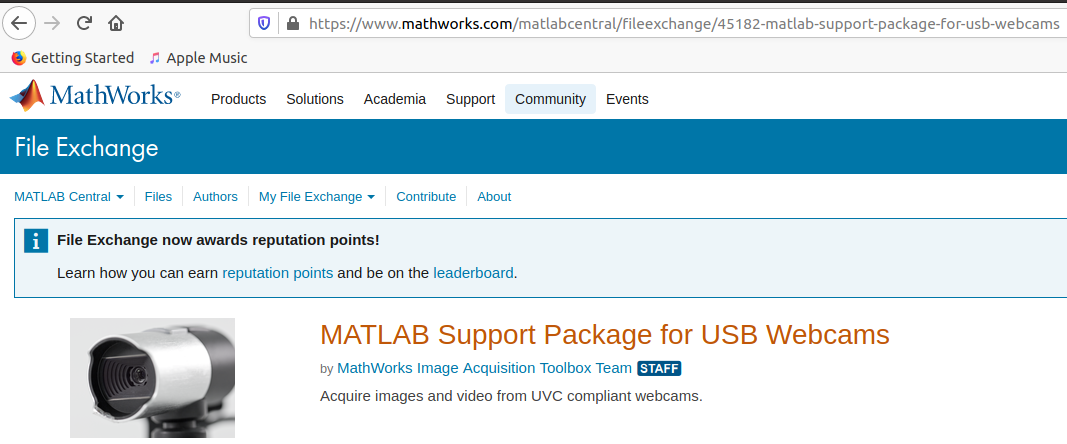 https://www.mathworks.com/matlabcentral/fileexchange/45182-matlab-support-package-for-usb-webcams
Getting Started Apple Music
MathWorks® Products Solutions Academia Support Community Events
File Exchange
MATLAB Central Files Authors My File Exchange Contribute About
i File Exchange now awards reputation points!
Learn how you can earn reputation points and be on the leaderboard.
MATLAB Support Package for USB Webcams
by MathWorks Image Acquisition Toolbox Team STAFF
Acquire images and video from UVC compliant webcams.